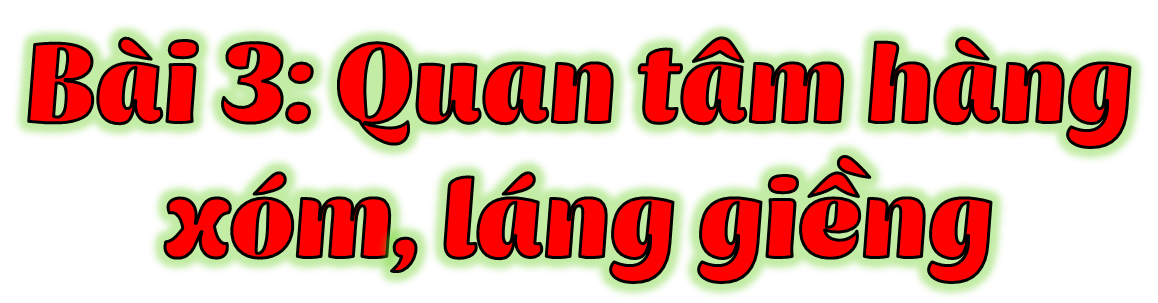 Bài 3: Quan tâm hàng
xóm, láng giềng